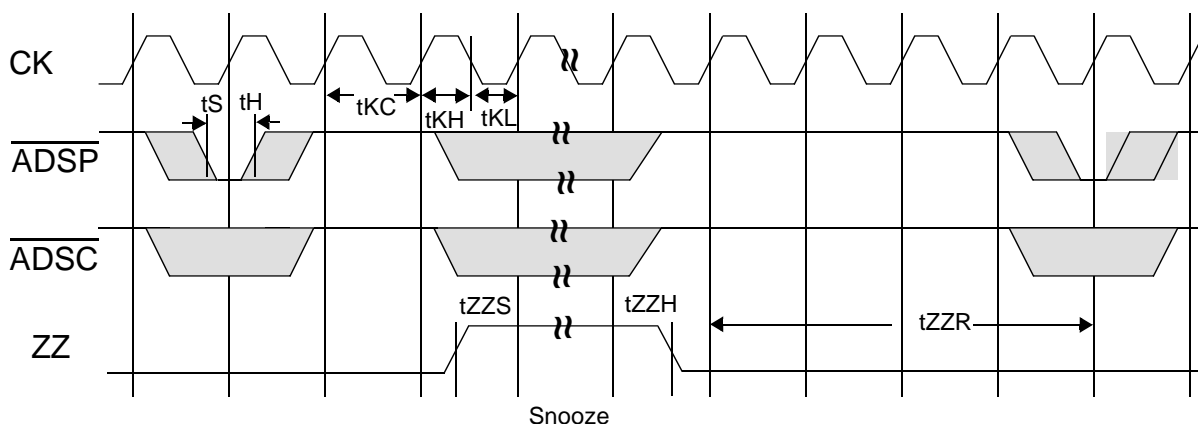 CK
tS tH
tKC tKH tKL
ADSP
ADSC
tZZS tZZH
tZZR
ZZ
Snooze